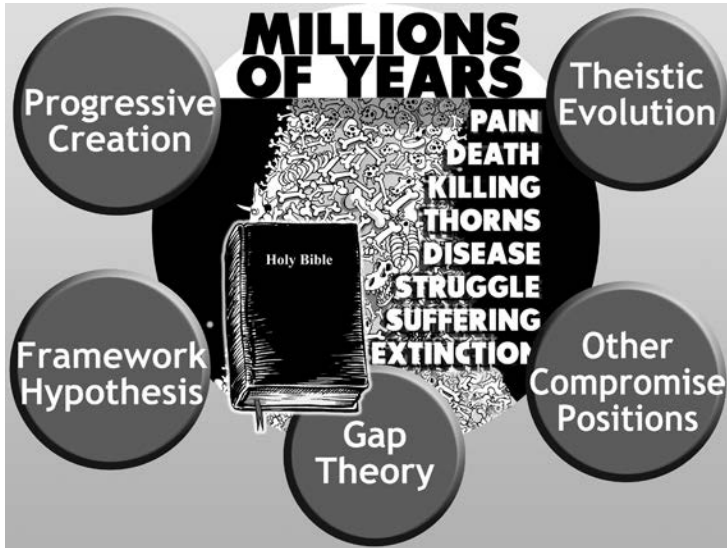 MILLIONS
OF YEARS
Progressive
Creation
Theistic
Evolution
PAIN
DEATH
KILLING
THORNS
DISEASE
STRUGGLE
SUFFERING
EXTINCTION
Holy Bible
Framework
Hypothesis
Gap
Theory
Other
Compromise
Positions